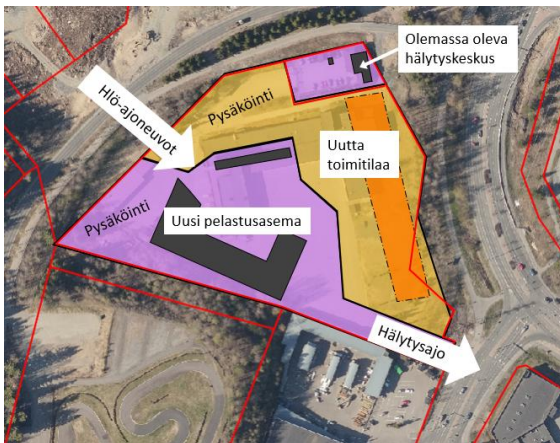 Olemassa oleva
hälytyskeskus
Hlö-ajoneuvot
Pysäköinti
Uutta
toimitilaa
Pysäköinti
Uusi pelastusasema
Hälytysajo